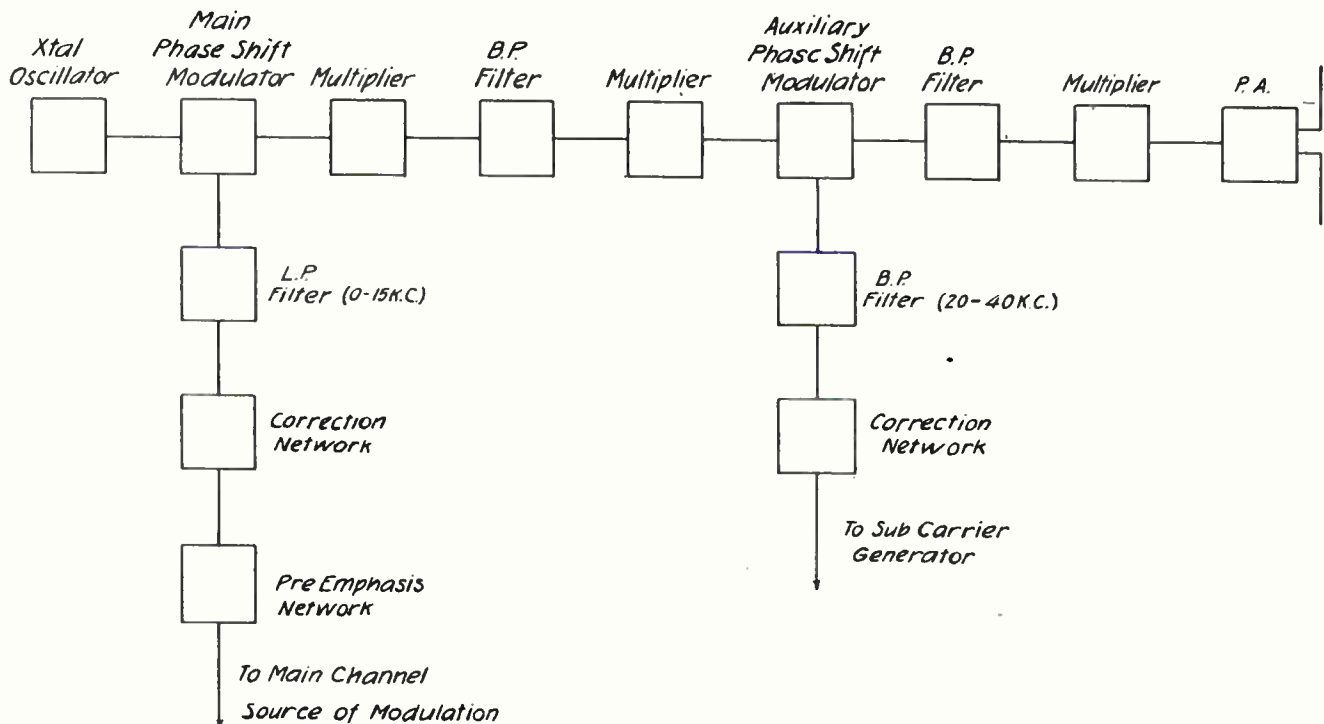 Xtal
Oscillator
Main
Phase Shift
Modulator
Multiplier
B.P.
Filter
Multiplier
Auxiliary
Phase Shift
Modulator
B.P.
Filter
Multiplier
P.A.
L.P.
Filter (0-15K.C.)
B.P.
Filter (20-40K.C.)
Correction
Network
Correction
Network
Pre Emphasis
Network
To Sub Carrier
Generator
To Main Channel
Source of Modulation